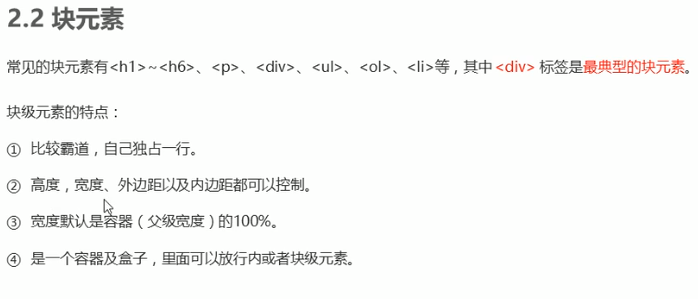 2.2 块元素
常见的块元素有<h1>~<h6>、<p>、<div>、<ul>、<ol>、<li>等，其中 <div> 标签是最典型的块元素。
块级元素的特点：
① 比较霸道，自己独占一行。
② 高度，宽度、外边距以及内边距都可以控制。
③ 宽度默认是容器（父级宽度）的100%。
④ 是一个容器及盒子，里面可以放行内或者块级元素。